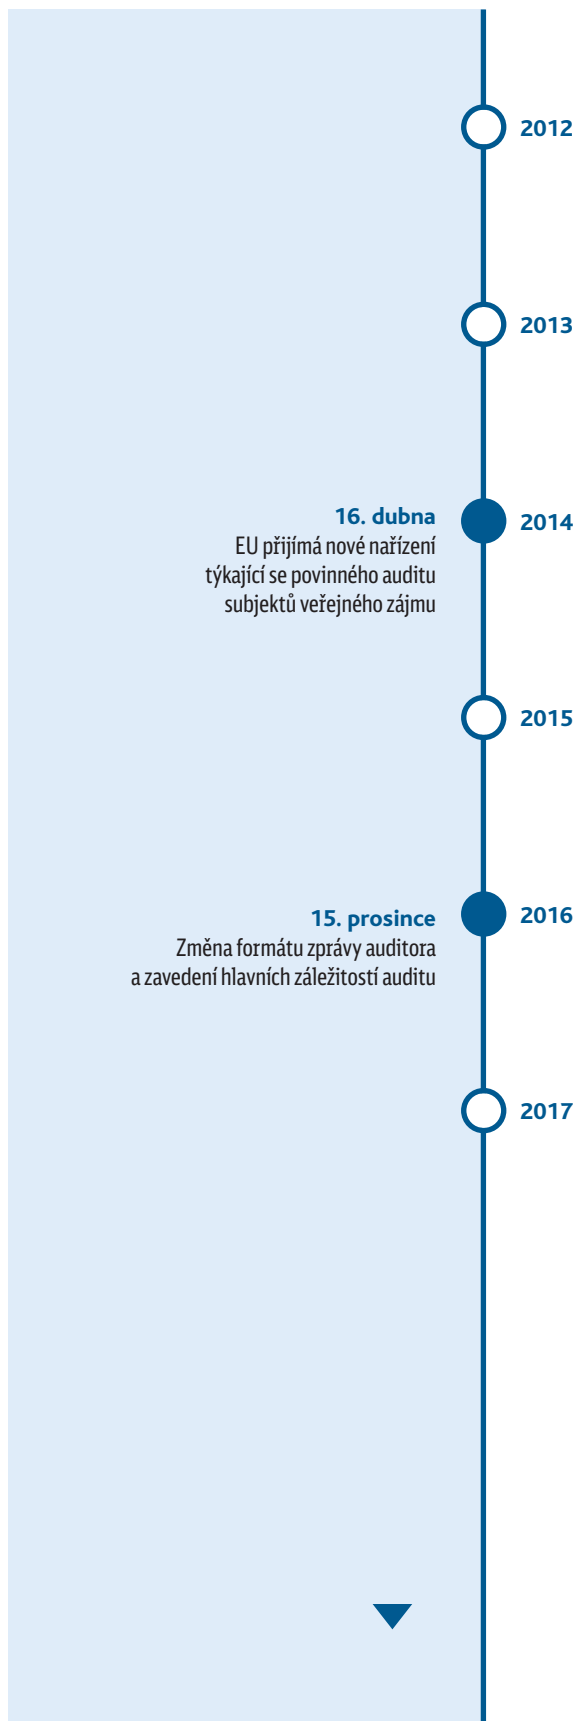 2012
2013
16. dubna
2014
EU přijímá nové nařízení
týkající se povinného auditu
subjektů veřejného zájmu
2015
15. prosince
2016
Změna formátu zprávy auditora
a zavedení hlavních záležitostí auditu
2017